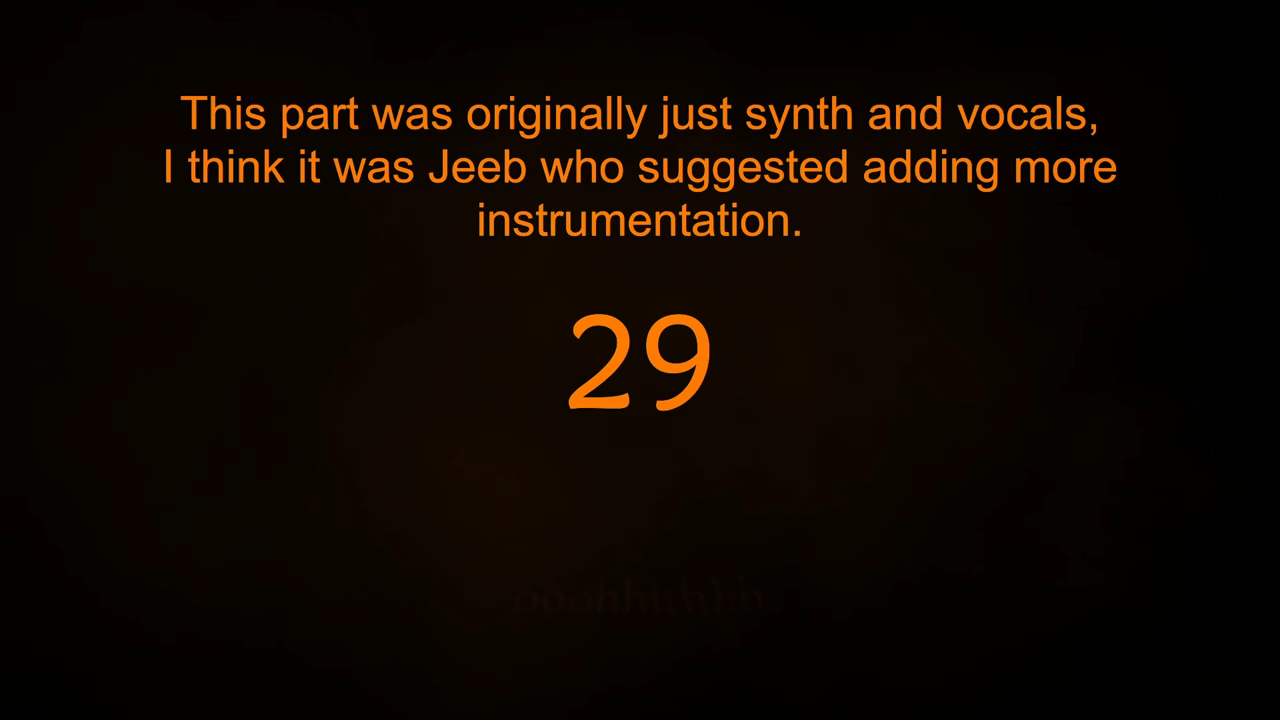 This part was originally just synth and vocals,
I think it was Jeeb who suggested adding more
instrumentation.
29